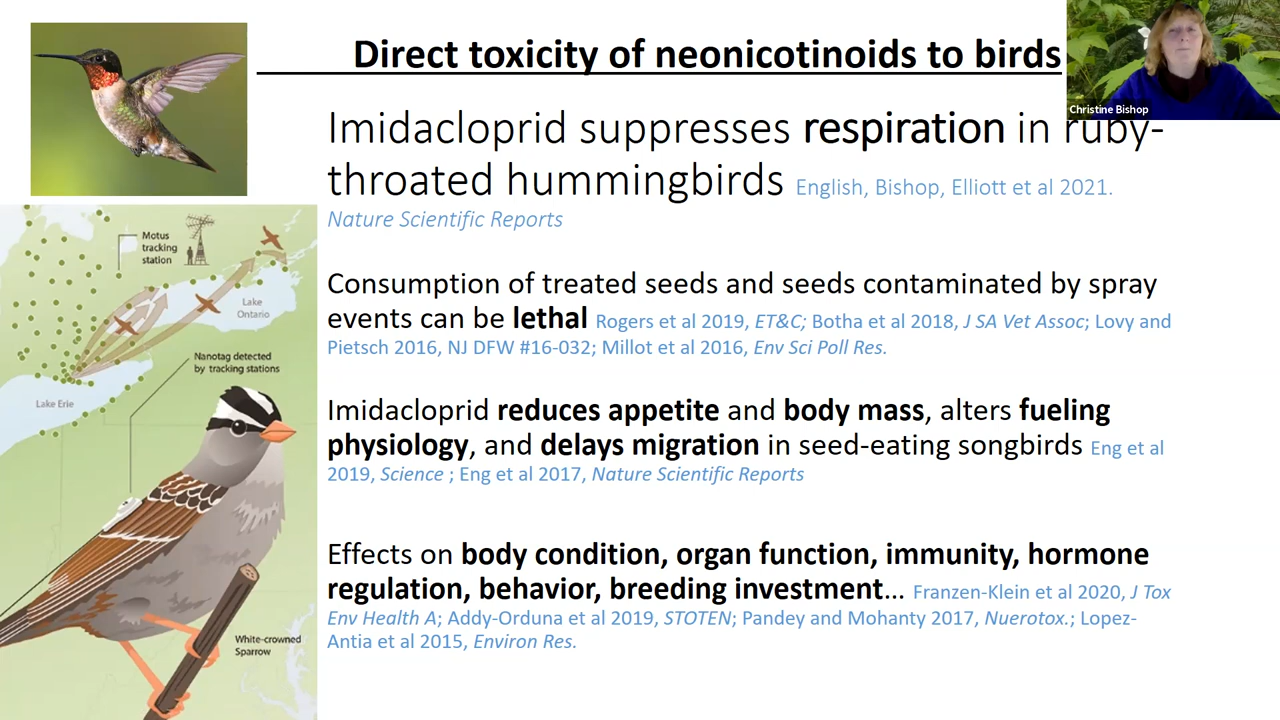 Direct toxicity of neonicotinoids to birds
Christine Bishop
Imidacloprid suppresses respiration in ruby-
throated hummingbirds English, Bishop, Elliott et al 2021.
Nature Scientific Reports
Motus
tracking
station
Lake
Ontario
Nanotag detected
by tracking stations
Lake Erie
White-crowned
Sparrow
Consumption of treated seeds and seeds contaminated by spray
events can be lethal Rogers et al 2019, ET&C; Botha et al 2018, J SA Vet Assoc; Lovy and
Pietsch 2016, NJ DFW #16-032; Millot et al 2016, Env Sci Poll Res.
Imidacloprid reduces appetite and body mass, alters fueling
physiology, and delays migration in seed-eating songbirds Eng et al
2019, Science ; Eng et al 2017, Nature Scientific Reports
Effects on body condition, organ function, immunity, hormone
regulation, behavior, breeding investment... Franzen-Klein et al 2020, J Tox
Env Health A; Addy-Orduna et al 2019, STOTEN; Pandey and Mohanty 2017, Nuerotox.; Lopez-
Antia et al 2015, Environ Res.